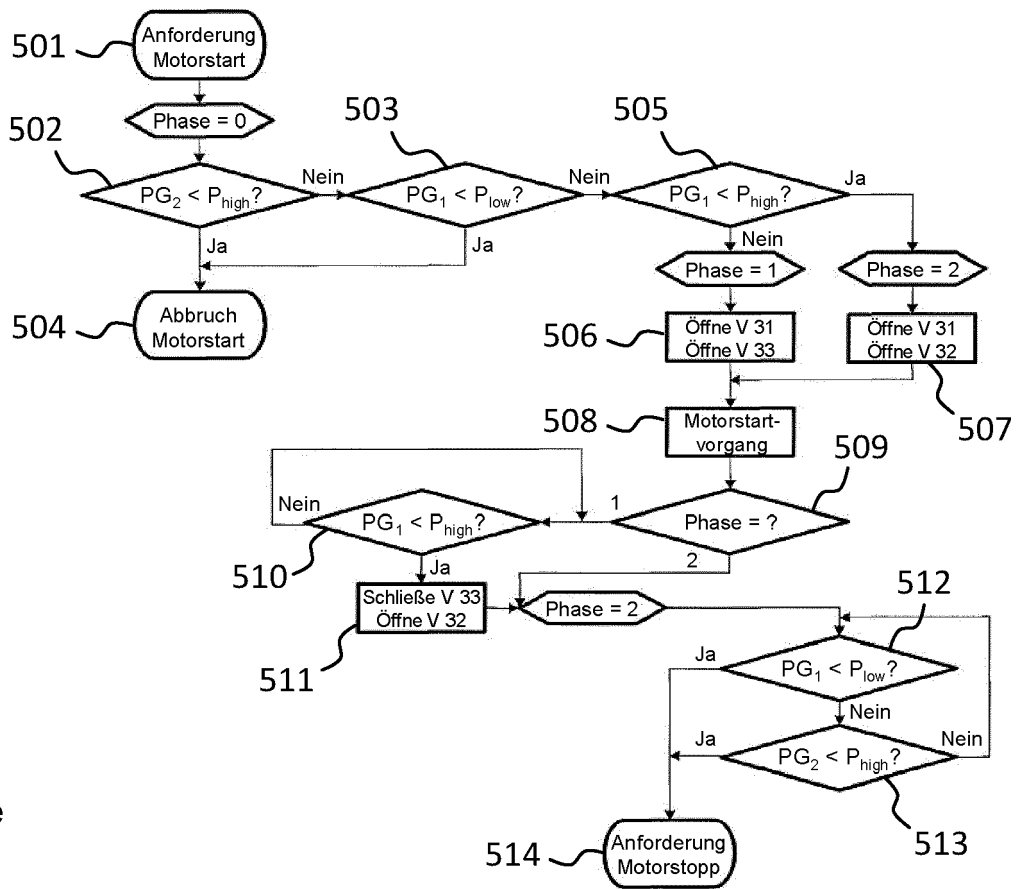 501
Anforderung
Motorstart
Phase = 0
502
503
505
PG2 < Phigh?
Nein
PG1 < Plow?
Nein
PG1 < Phigh?
Ja
Ja
Ja
Nein
Phase = 1
Phase = 2
504
Abbruch
Motorstart
506
Öffne V 31
Öffne V 33
Öffne V 31
Öffne V 32
507
508
Motorstart-
vorgang
509
Nein
PG1 < Phigh?
1
Phase = ?
510
Ja
2
511
Schließe V 33
Öffne V 32
Phase = 2
512
Ja
PG1 < Plow?
Nein
Ja
PG2 < Phigh?
Nein
513
514
Anforderung
Motorstopp
e